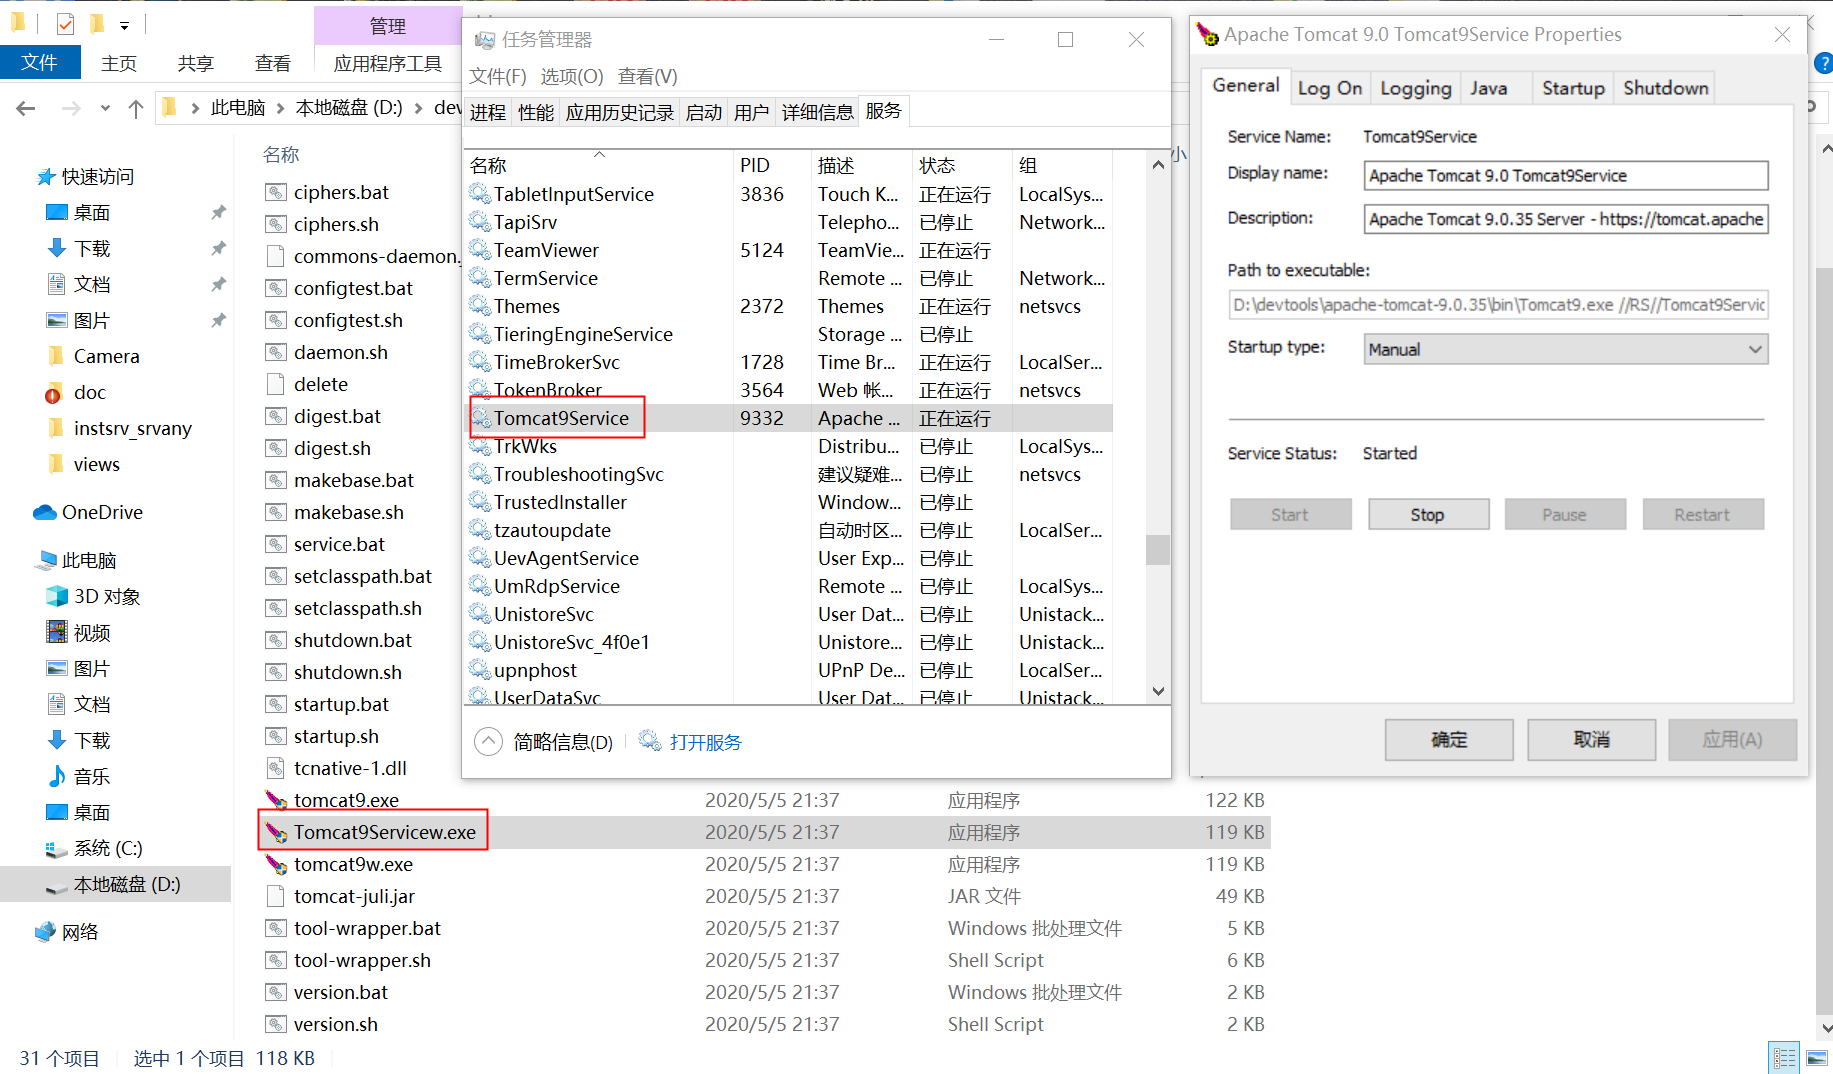 管理
文件 主页 共享 查看 应用程序工具
此电脑 本地磁盘 (D:) dev
快速访问
桌面
下载
文档
图片
Camera
doc
instsrv_srvany
views
OneDrive
此电脑
3D 对象
视频
图片
文档
下载
音乐
桌面
系统 (C:)
本地磁盘 (D:)
网络
名称
小
ciphers.bat
ciphers.sh
commons-daemon.
configtest.bat
configtest.sh
daemon.sh
delete
digest.bat
digest.sh
makebase.bat
makebase.sh
service.bat
setclasspath.bat
setclasspath.sh
shutdown.bat
shutdown.sh
startup.bat
startup.sh
tcnative-1.dll
tomcat9.exe 2020/5/5 21:37 应用程序 122 KB
Tomcat9Servicew.exe 2020/5/5 21:37 应用程序 119 KB
tomcat9w.exe 2020/5/5 21:37 应用程序 119 KB
tomcat-juli.jar 2020/5/5 21:37 JAR 文件 49 KB
tool-wrapper.bat 2020/5/5 21:37 Windows 批处理文件 5 KB
tool-wrapper.sh 2020/5/5 21:37 Shell Script 6 KB
version.bat 2020/5/5 21:37 Windows 批处理文件 2 KB
version.sh 2020/5/5 21:37 Shell Script 2 KB
31 个项目 选中 1 个项目 118 KB
任务管理器
文件(F) 选项(O) 查看(V)
进程 性能 应用历史记录 启动 用户 详细信息 服务
名称 PID 描述 状态 组
TabletInputService 3836 Touch K... 正在运行 LocalSys...
TapiSrv Telepho... 已停止 Network...
TeamViewer 5124 TeamVie... 正在运行
TermService Remote ... 已停止 Network...
Themes 2372 Themes 正在运行 netsvcs
TieringEngineService Storage ... 已停止
TimeBrokerSvc 1728 Time Br... 正在运行 LocalSer...
TokenBroker 3564 Web 帐... 正在运行 netsvcs
Tomcat9Service 9332 Apache ... 正在运行
TrkWks Distribu... 已停止 LocalSys...
TroubleshootingSvc 建议疑难... 已停止 netsvcs
TrustedInstaller Window... 已停止
tzautoupdate 自动时区... 已停止 LocalSer...
UevAgentService User Exp... 已停止
UmRdpService Remote ... 已停止 LocalSys...
UnistoreSvc User Dat... 已停止 Unistack...
UnistoreSvc_4f0e1 Unistore... 已停止 Unistack...
upnphost UPnP De... 已停止 LocalSer...
UserDataSvc User Dat... 已停止 Unistack...
简略信息(D) 打开服务
Apache Tomcat 9.0 Tomcat9Service Properties
General Log On Logging Java Startup Shutdown
Service Name: Tomcat9Service
Display name: Apache Tomcat 9.0 Tomcat9Service
Description: Apache Tomcat 9.0.35 Server - https://tomcat.apache
Path to executable:
D:\devtools\apache-tomcat-9.0.35\bin\Tomcat9.exe //RS//Tomcat9Servic
Startup type: Manual
Service Status: Started
Start Stop Pause Restart
确定 取消 应用(A)